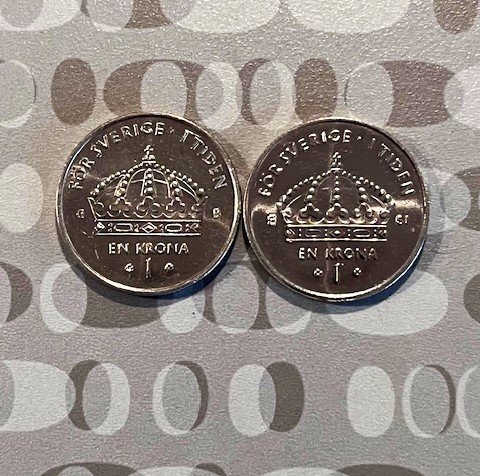 FÖR SVERIGE · I TIDEN
B
EN KRONA
1
FÖR SVERIGE · I TIDEN
EN KRONA
1